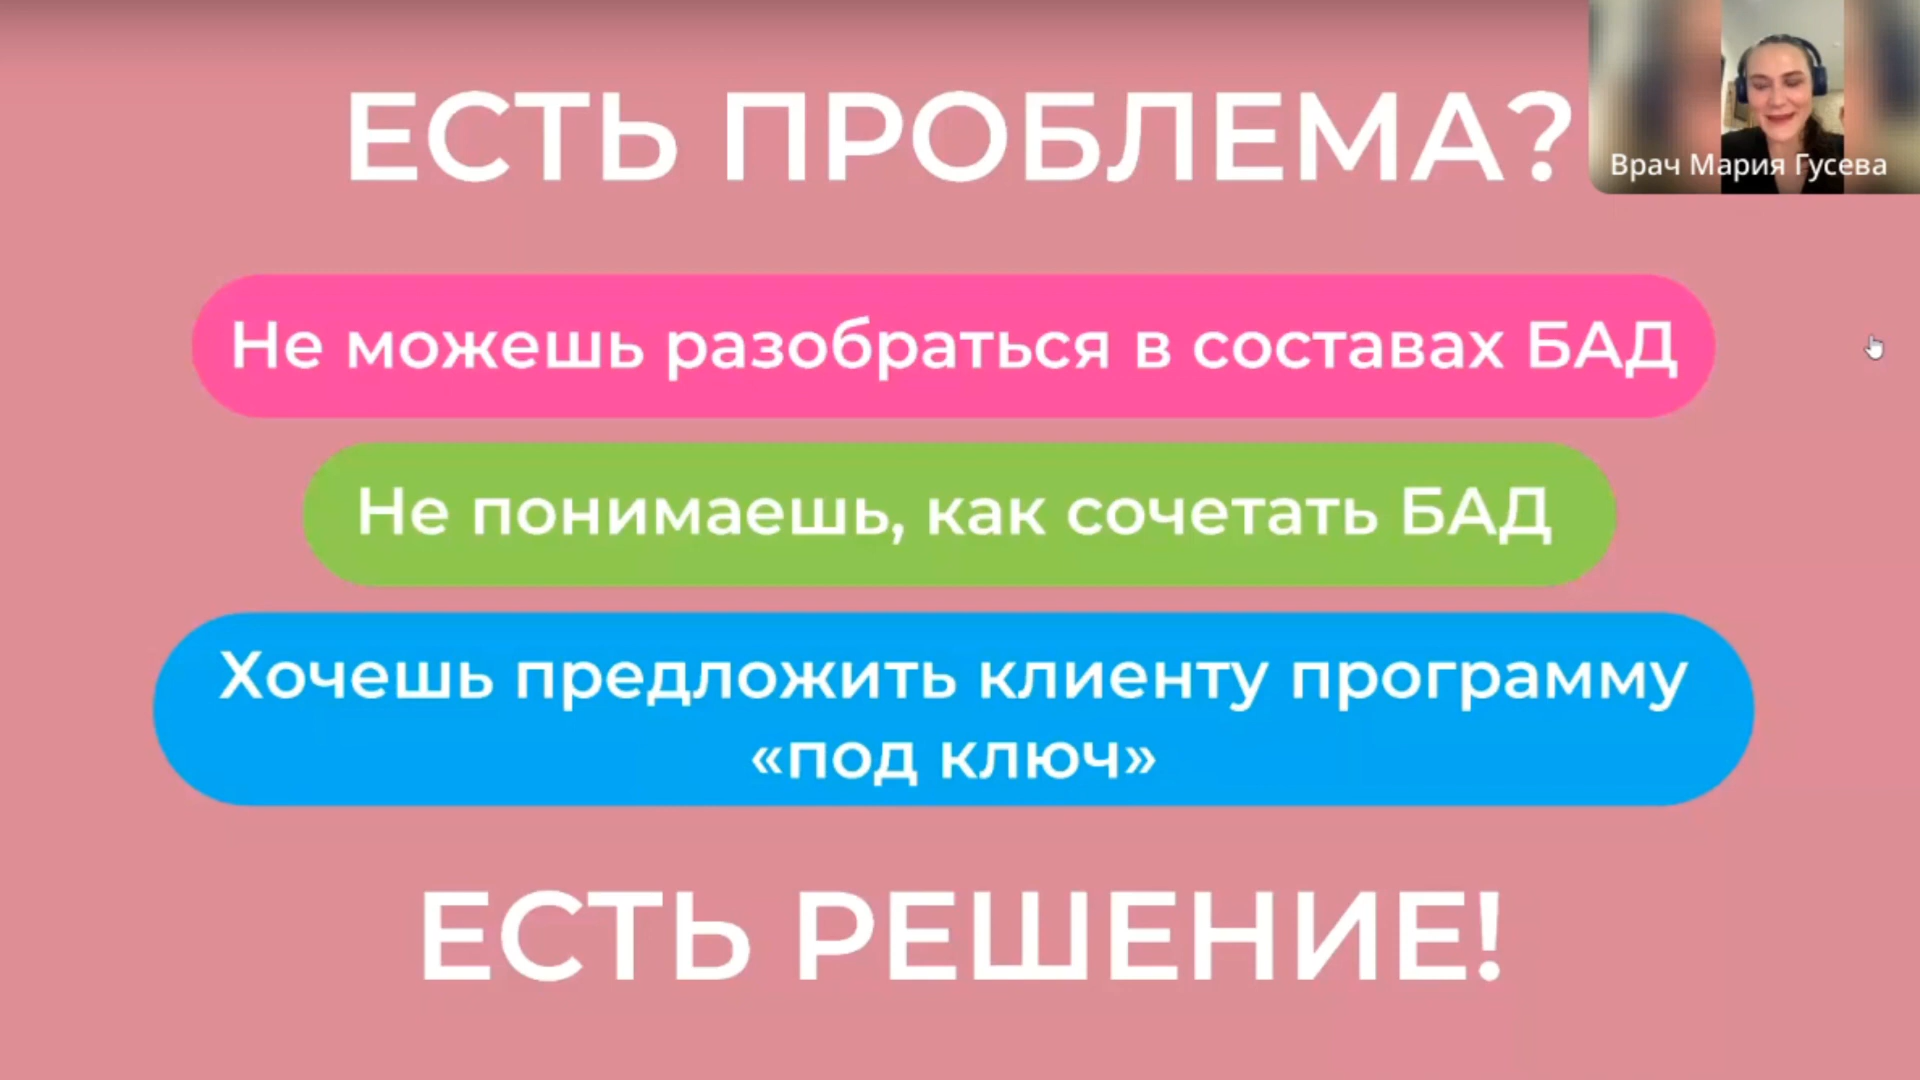 ЕСТЬ ПРОБЛЕМА?
Врач Мария Гусева
Не можешь разобраться в составах БАД
Не понимаешь, как сочетать БАД
Хочешь предложить клиенту программу
«под ключ»
ЕСТЬ РЕШЕНИЕ!